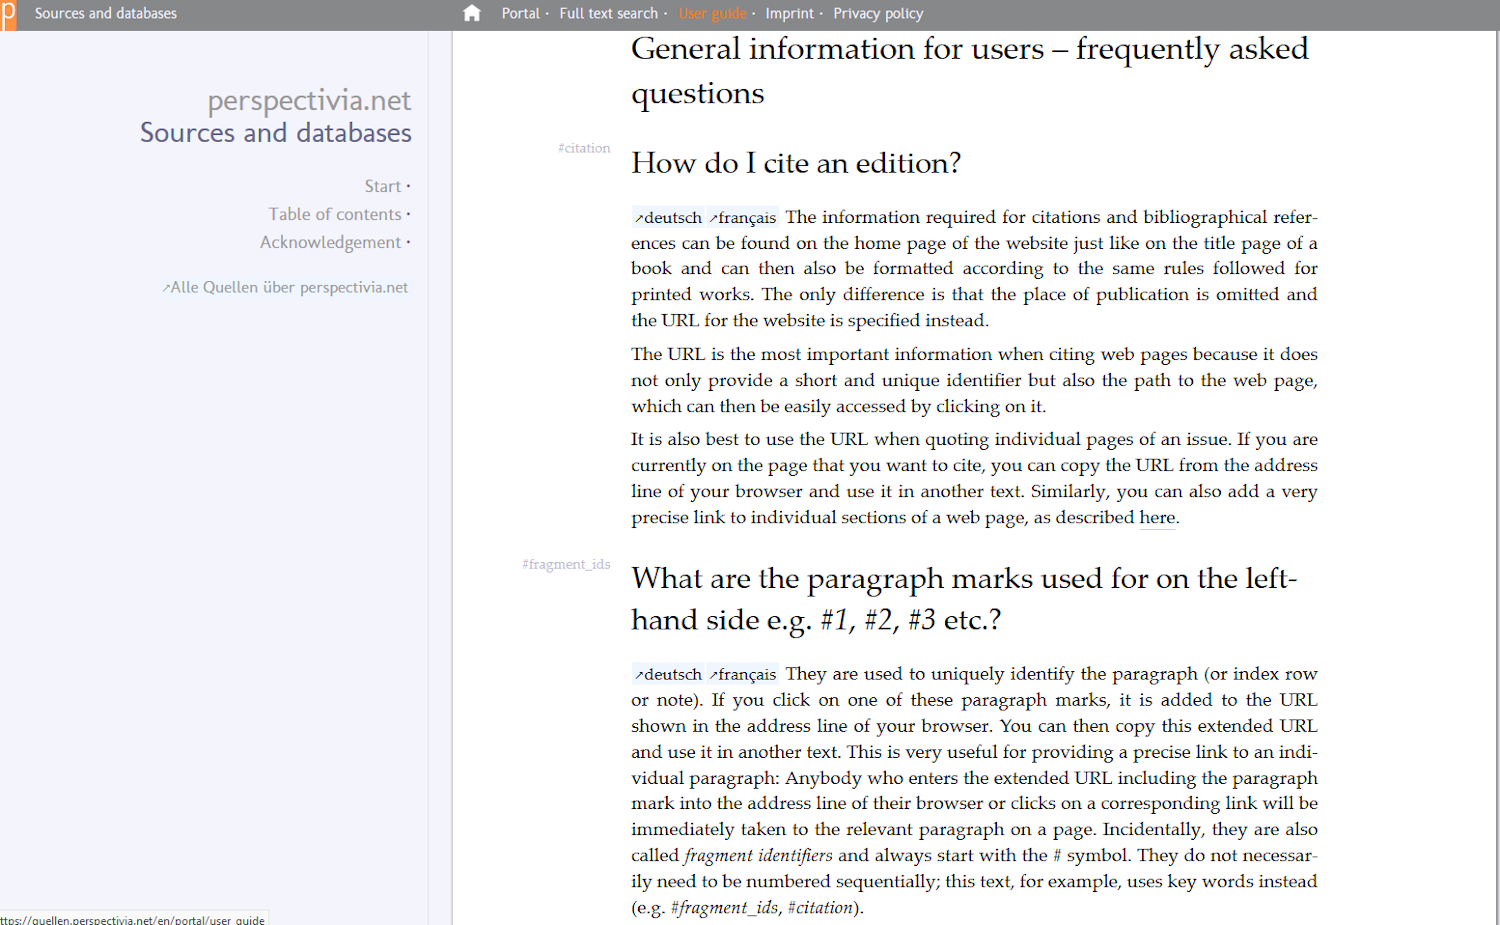 p Sources and databases
Portal · Full text search · User guide · Imprint · Privacy policy
perspectivia.net
Sources and databases
Start ·
Table of contents ·
Acknowledgement ·
↗Alle Quellen über perspectivia.net
General information for users – frequently asked
questions
#citation
How do I cite an edition?
↗deutsch ↗français The information required for citations and bibliographical refer-
ences can be found on the home page of the website just like on the title page of a
book and can then also be formatted according to the same rules followed for
printed works. The only difference is that the place of publication is omitted and
the URL for the website is specified instead.
The URL is the most important information when citing web pages because it does
not only provide a short and unique identifier but also the path to the web page,
which can then be easily accessed by clicking on it.
It is also best to use the URL when quoting individual pages of an issue. If you are
currently on the page that you want to cite, you can copy the URL from the address
line of your browser and use it in another text. Similarly, you can also add a very
precise link to individual sections of a web page, as described here.
#fragment_ids
What are the paragraph marks used for on the left-
hand side e.g. #1, #2, #3 etc.?
↗deutsch ↗français They are used to uniquely identify the paragraph (or index row
or note). If you click on one of these paragraph marks, it is added to the URL
shown in the address line of your browser. You can then copy this extended URL
and use it in another text. This is very useful for providing a precise link to an indi-
vidual paragraph: Anybody who enters the extended URL including the paragraph
mark into the address line of their browser or clicks on a corresponding link will be
immediately taken to the relevant paragraph on a page. Incidentally, they are also
called fragment identifiers and always start with the # symbol. They do not necessar-
ily need to be numbered sequentially; this text, for example, uses key words instead
(e.g. #fragment_ids, #citation).
ttps://quellen.perspectivia.net/en/portal/user_guide